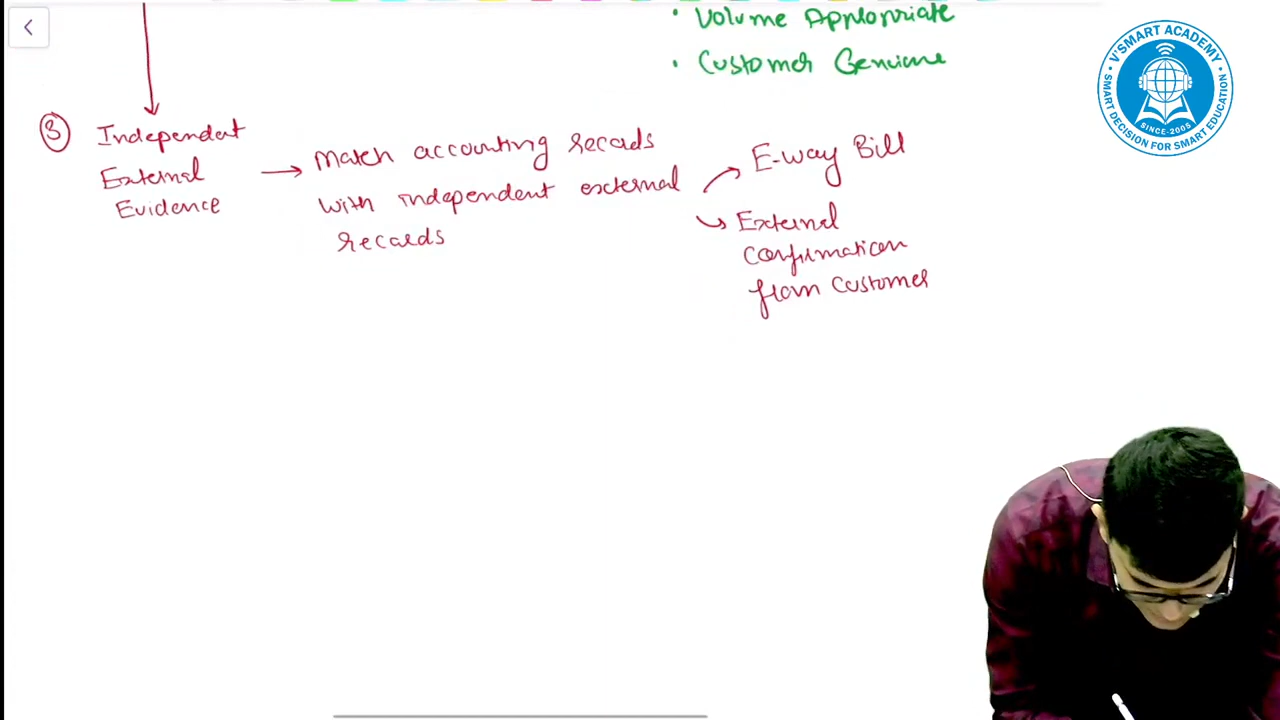 • Volume Appropriate
• Customer Genuine
3 Independent
External
Evidence
→ Match accounting records
with independent external
records
E-way Bill
External
confirmation
from customer
V'SMART ACADEMY
SINCE-2005
SMART DECISION FOR SMART EDUCATION